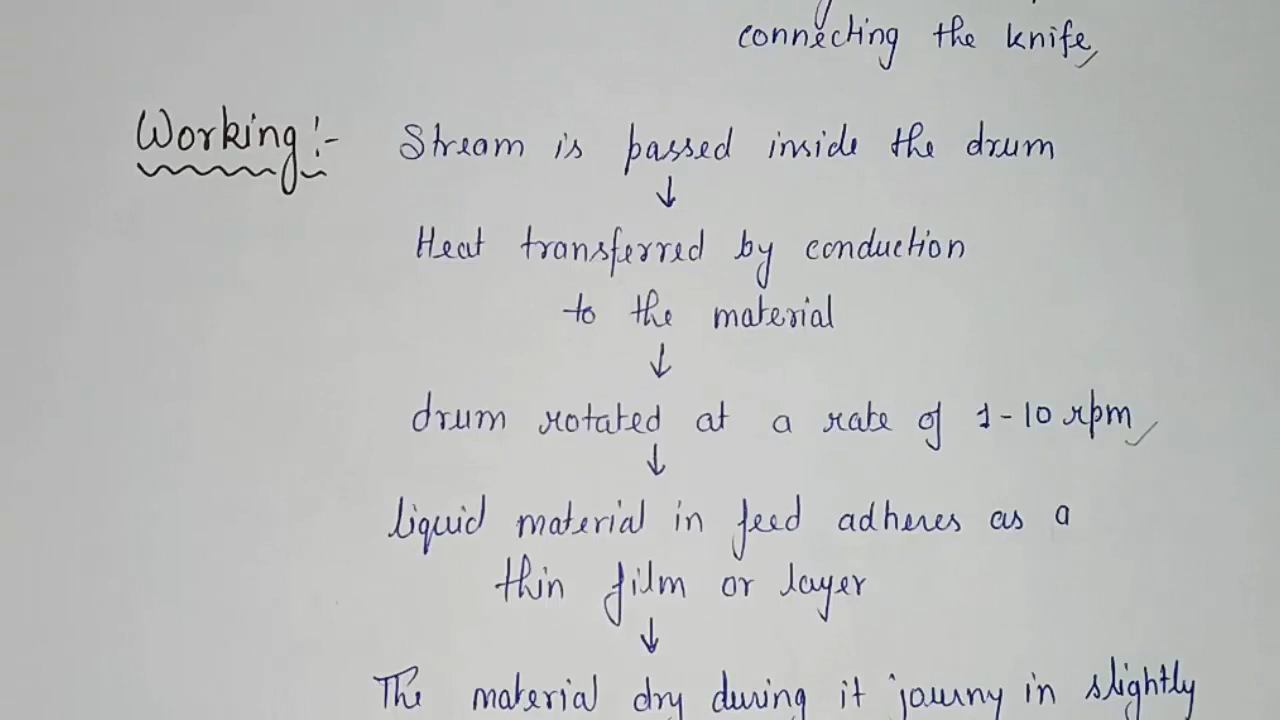 connecting the knife,
Working :- Stream is passed inside the drum
↓
Heat transferred by conduction
to the material
↓
drum rotated at a rate of 1-10 rpm
↓
liquid material in feed adheres as a
thin film or layer
↓
The material dry during it journy in slightly